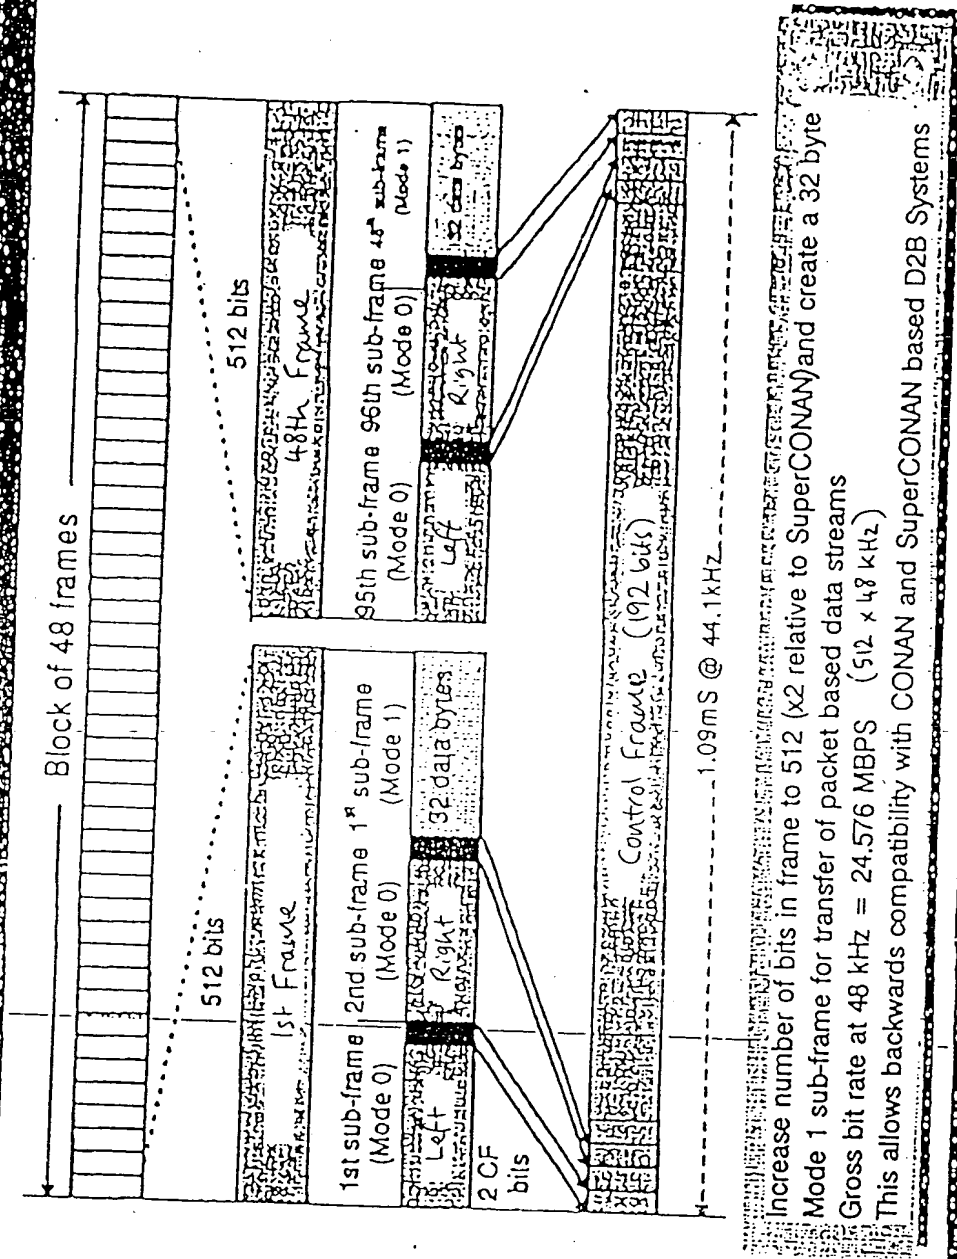 Block of 48 frames
512 bits
512 bits
1st Frame
48th Frame
1st sub-frame 2nd sub-frame 1st sub-frame
(Mode 0) (Mode 0) (Mode 1)
95th sub-frame 96th sub-frame 48th sub-frame
(Mode 0) (Mode 0) (Mode 1)
Left Right 32 data bytes
Left Right 32 data bytes
2 CF
bits
Control Frame (192 bits)
1.09mS @ 44.1kHz
Increase number of bits in frame to 512 (x2 relative to SuperCONAN) and create a 32 byte
Mode 1 sub-frame for transfer of packet based data streams
Gross bit rate at 48 kHz = 24.576 MBPS (512 x 48 kHz)
This allows backwards compatibility with CONAN and SuperCONAN based D2B Systems